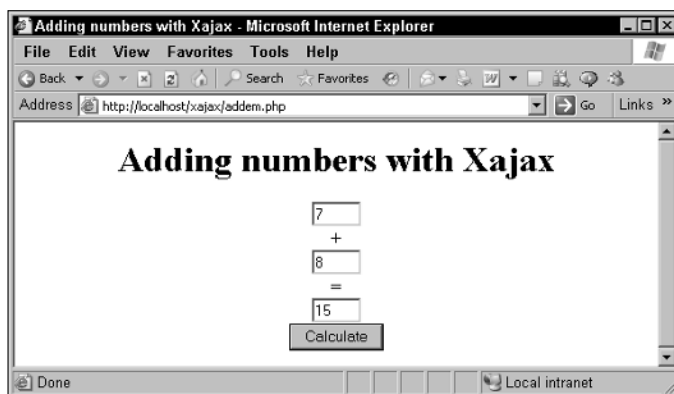 Adding numbers with Xajax - Microsoft Internet Explorer
File Edit View Favorites Tools Help
Back Search Favorites
Address http://localhost/xajax/addem.php Go Links »
Adding numbers with Xajax
7
+
8
=
15
Calculate
Done Local intranet